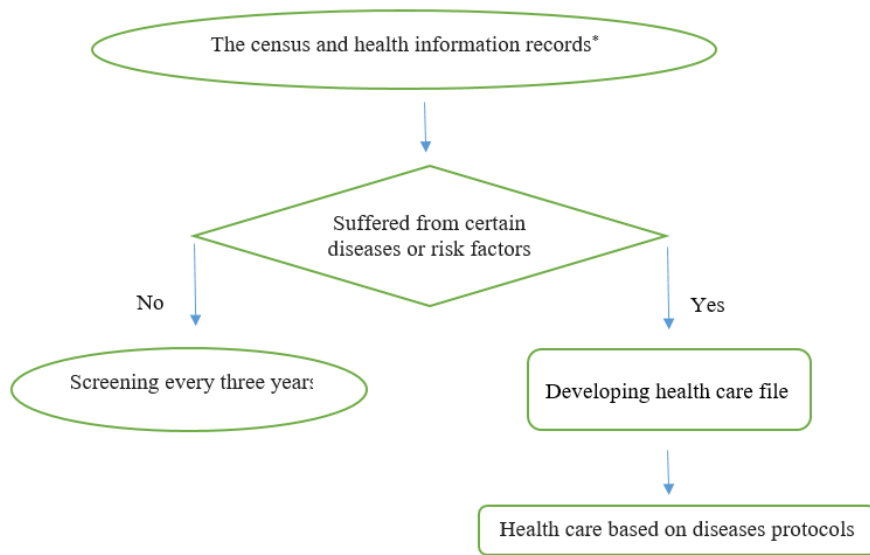 The census and health information records*
Suffered from certain
diseases or risk factors
No
Yes
Screening every three years
Developing health care file
Health care based on diseases protocols